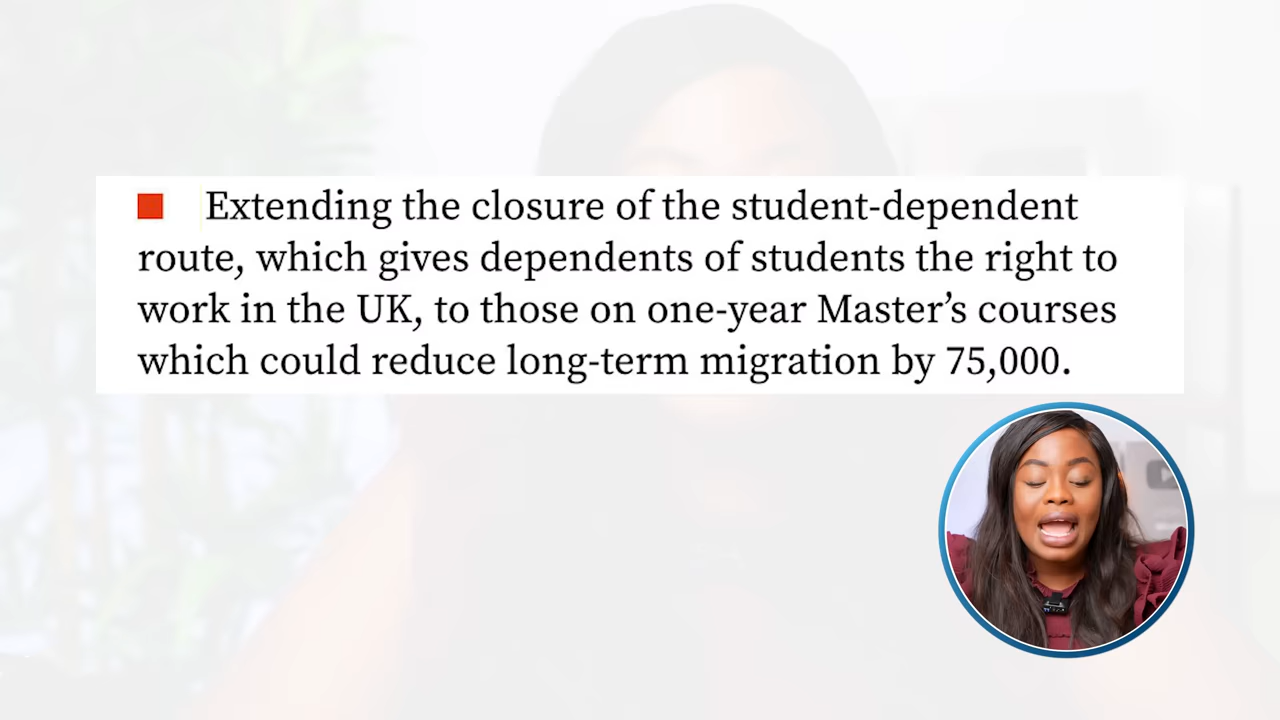 Extending the closure of the student-dependent
route, which gives dependents of students the right to
work in the UK, to those on one-year Master’s courses
which could reduce long-term migration by 75,000.